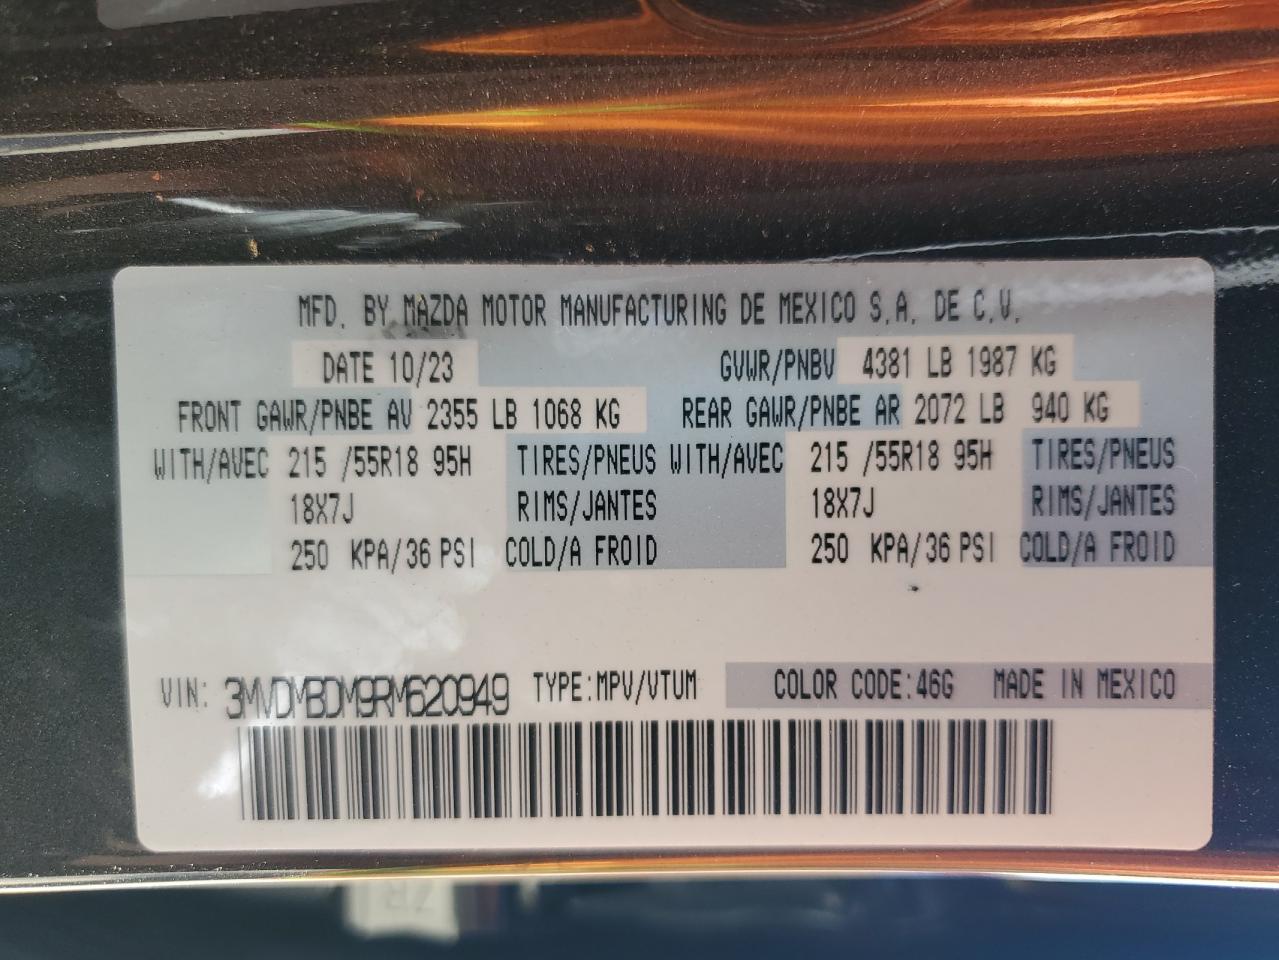 MFD. BY MAZDA MOTOR MANUFACTURING DE MEXICO S.A. DE C.V.
DATE 10/23 GVWR/PNBV 4381 LB 1987 KG
FRONT GAWR/PNBE AV 2355 LB 1068 KG REAR GAWR/PNBE AR 2072 LB 940 KG
WITH/AVEC 215 /55R18 95H TIRES/PNEUS WITH/AVEC 215 /55R18 95H TIRES/PNEUS
18X7J RIMS/JANTES 18X7J RIMS/JANTES
250 KPA/36 PSI COLD/A FROID 250 KPA/36 PSI COLD/A FROID
VIN: 3MVDMBDM9RM620949 TYPE:MPV/VTUM COLOR CODE:46G MADE IN MEXICO